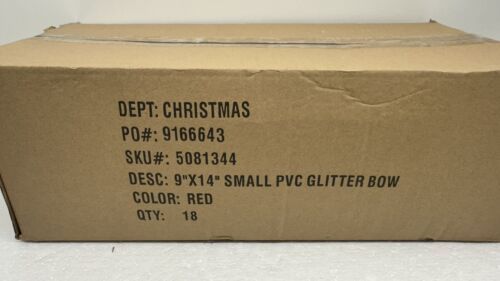 DEPT: CHRISTMAS
PO#: 9166643
SKU#: 5081344
DESC: 9"X14" SMALL PVC GLITTER BOW
COLOR: RED
QTY: 18